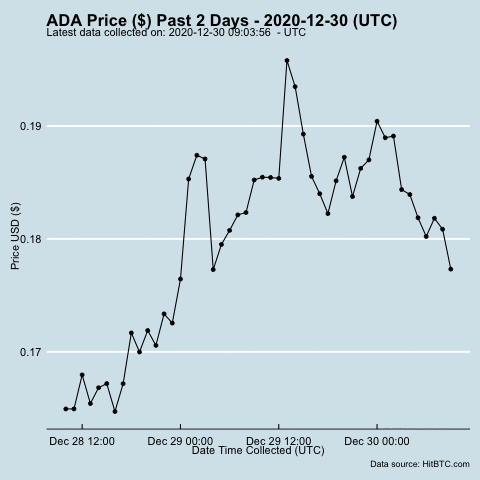 ADA Price ($) Past 2 Days - 2020-12-30 (UTC)
Latest data collected on: 2020-12-30 09:03:56 - UTC
0.19
0.18
0.17
Price USD ($)
Dec 28 12:00 Dec 29 00:00 Dec 29 12:00 Dec 30 00:00
Date Time Collected (UTC)
Data source: HitBTC.com